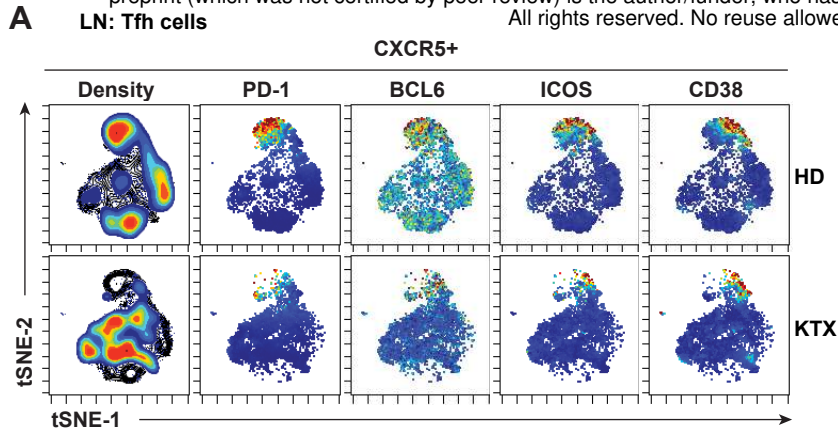 preprint (which was not certified by peer review) is the author/funder, who has
All rights reserved. No reuse allowe
A
LN: Tfh cells
CXCR5+
Density PD-1 BCL6 ICOS CD38
HD
KTX
tSNE-2
tSNE-1